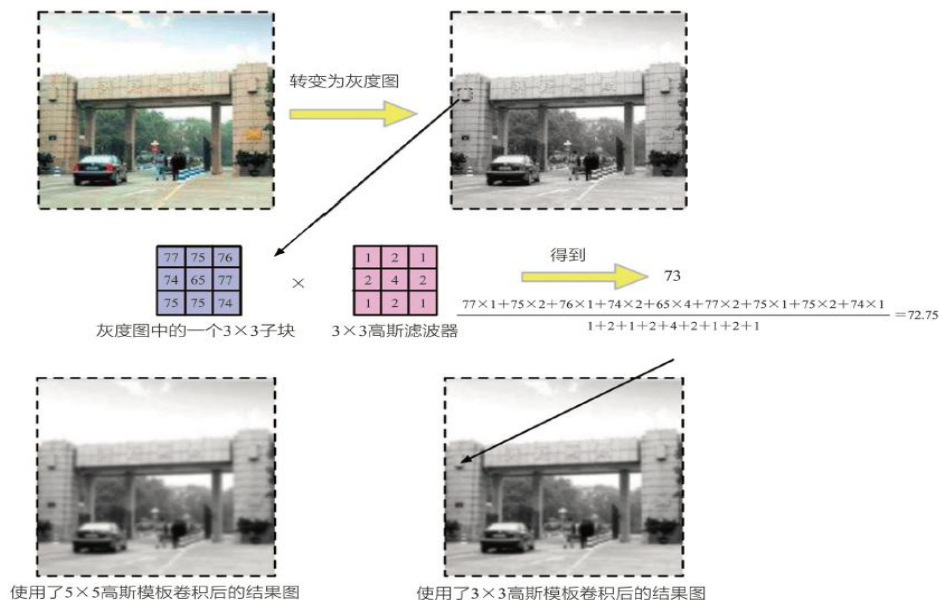 转变为灰度图
77 75 76
74 65 77
75 75 74
×
1 2 1
2 4 2
1 2 1
得到
73
77×1+75×2+76×1+74×2+65×4+77×2+75×1+75×2+74×1
1+2+1+2+4+2+1+2+1
=72.75
灰度图中的一个3×3子块
3×3高斯滤波器
使用了5×5高斯模板卷积后的结果图
使用了3×3高斯模板卷积后的结果图